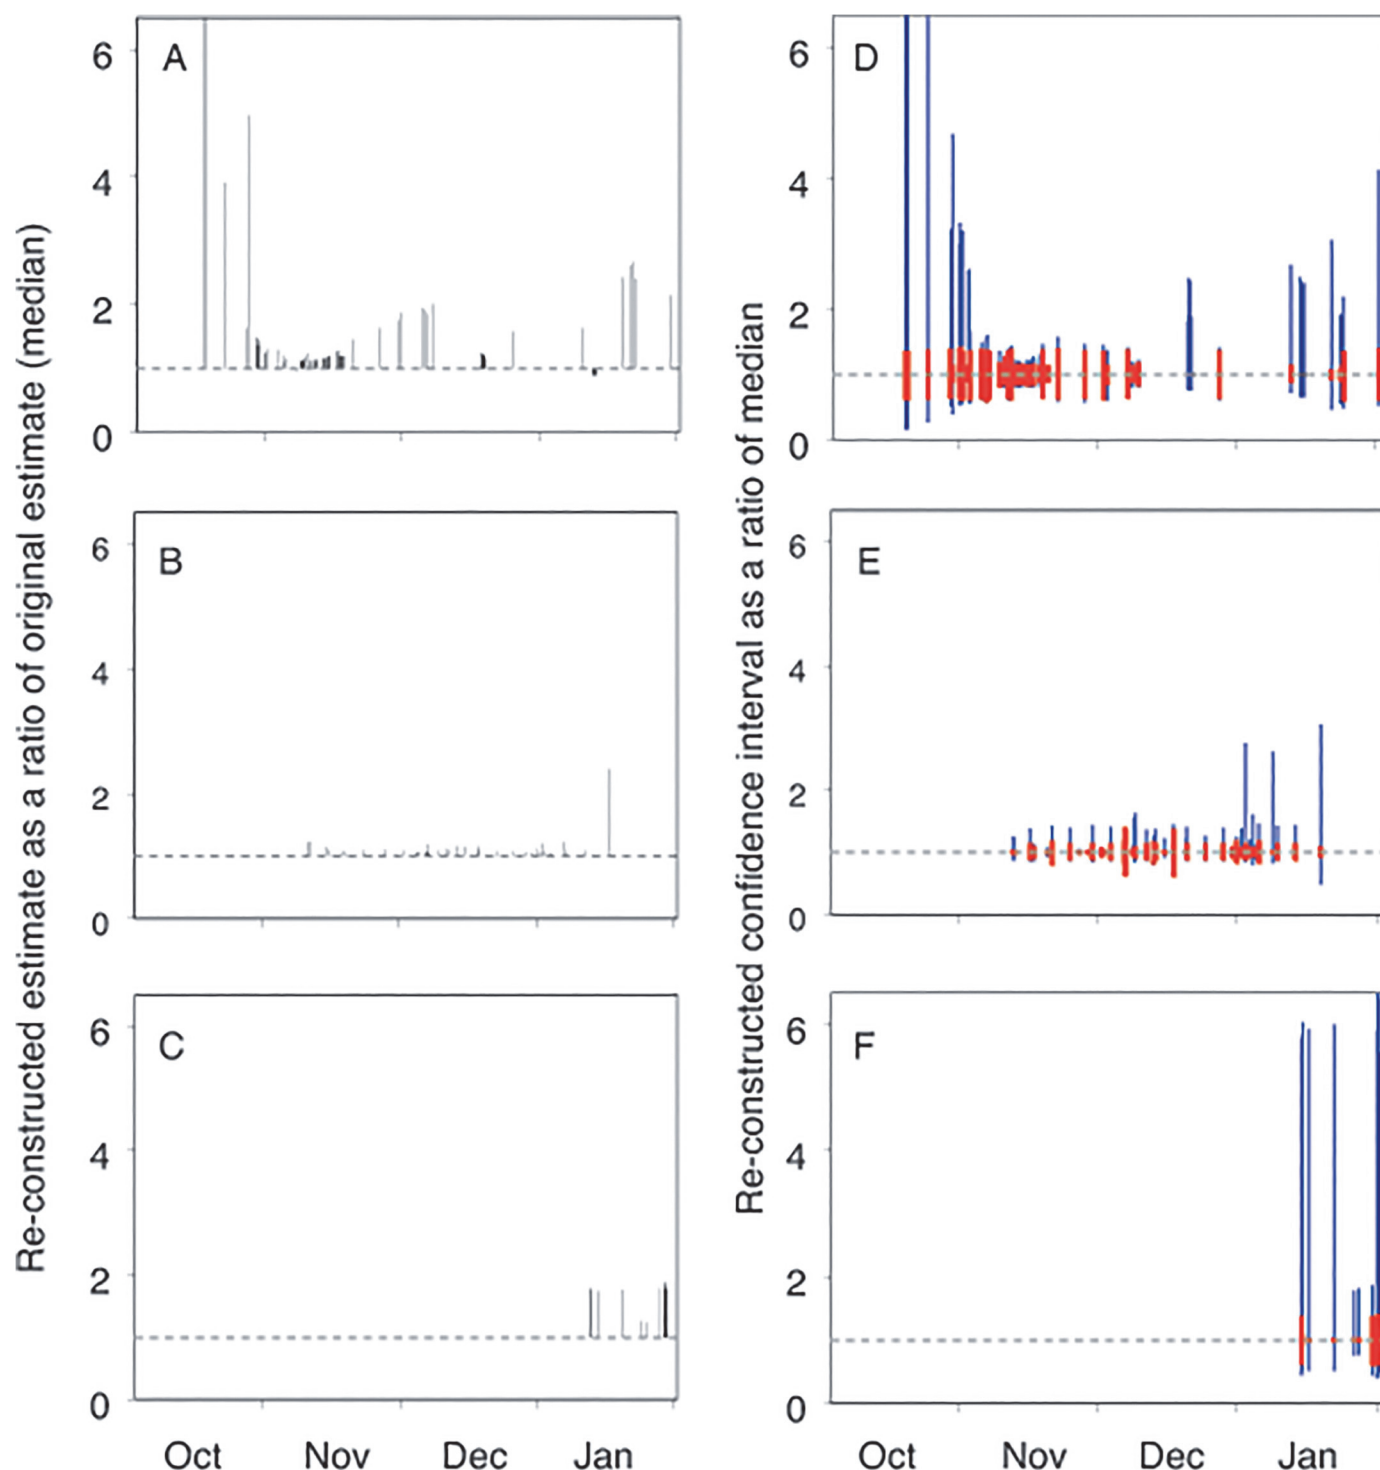 Re-constructed estimate as a ratio of original estimate (median)
A
6
4
2
0
B
6
4
2
0
C
6
4
2
0
Oct Nov Dec Jan
Re-constructed confidence interval as a ratio of median
D
6
4
2
0
E
6
4
2
0
F
6
4
2
0
Oct Nov Dec Jan